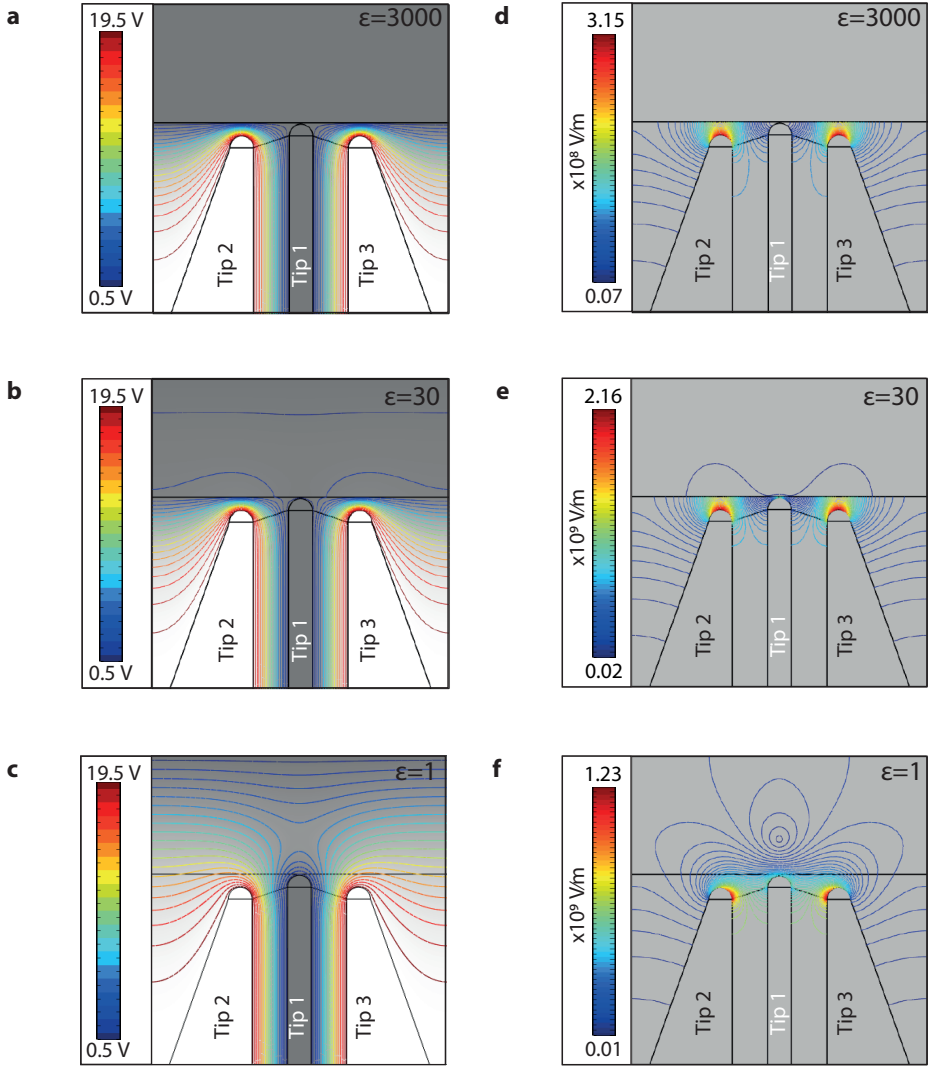 a
19.5 V
ε=3000
Tip 2
Tip 1
Tip 3
0.5 V
d
3.15
ε=3000
x10⁸ V/m
Tip 2
Tip 1
Tip 3
0.07
b
19.5 V
ε=30
Tip 2
Tip 1
Tip 3
0.5 V
e
2.16
ε=30
x10⁹ V/m
Tip 2
Tip 1
Tip 3
0.02
c
19.5 V
ε=1
Tip 2
Tip 1
Tip 3
0.5 V
f
1.23
ε=1
x10⁹ V/m
Tip 2
Tip 1
Tip 3
0.01